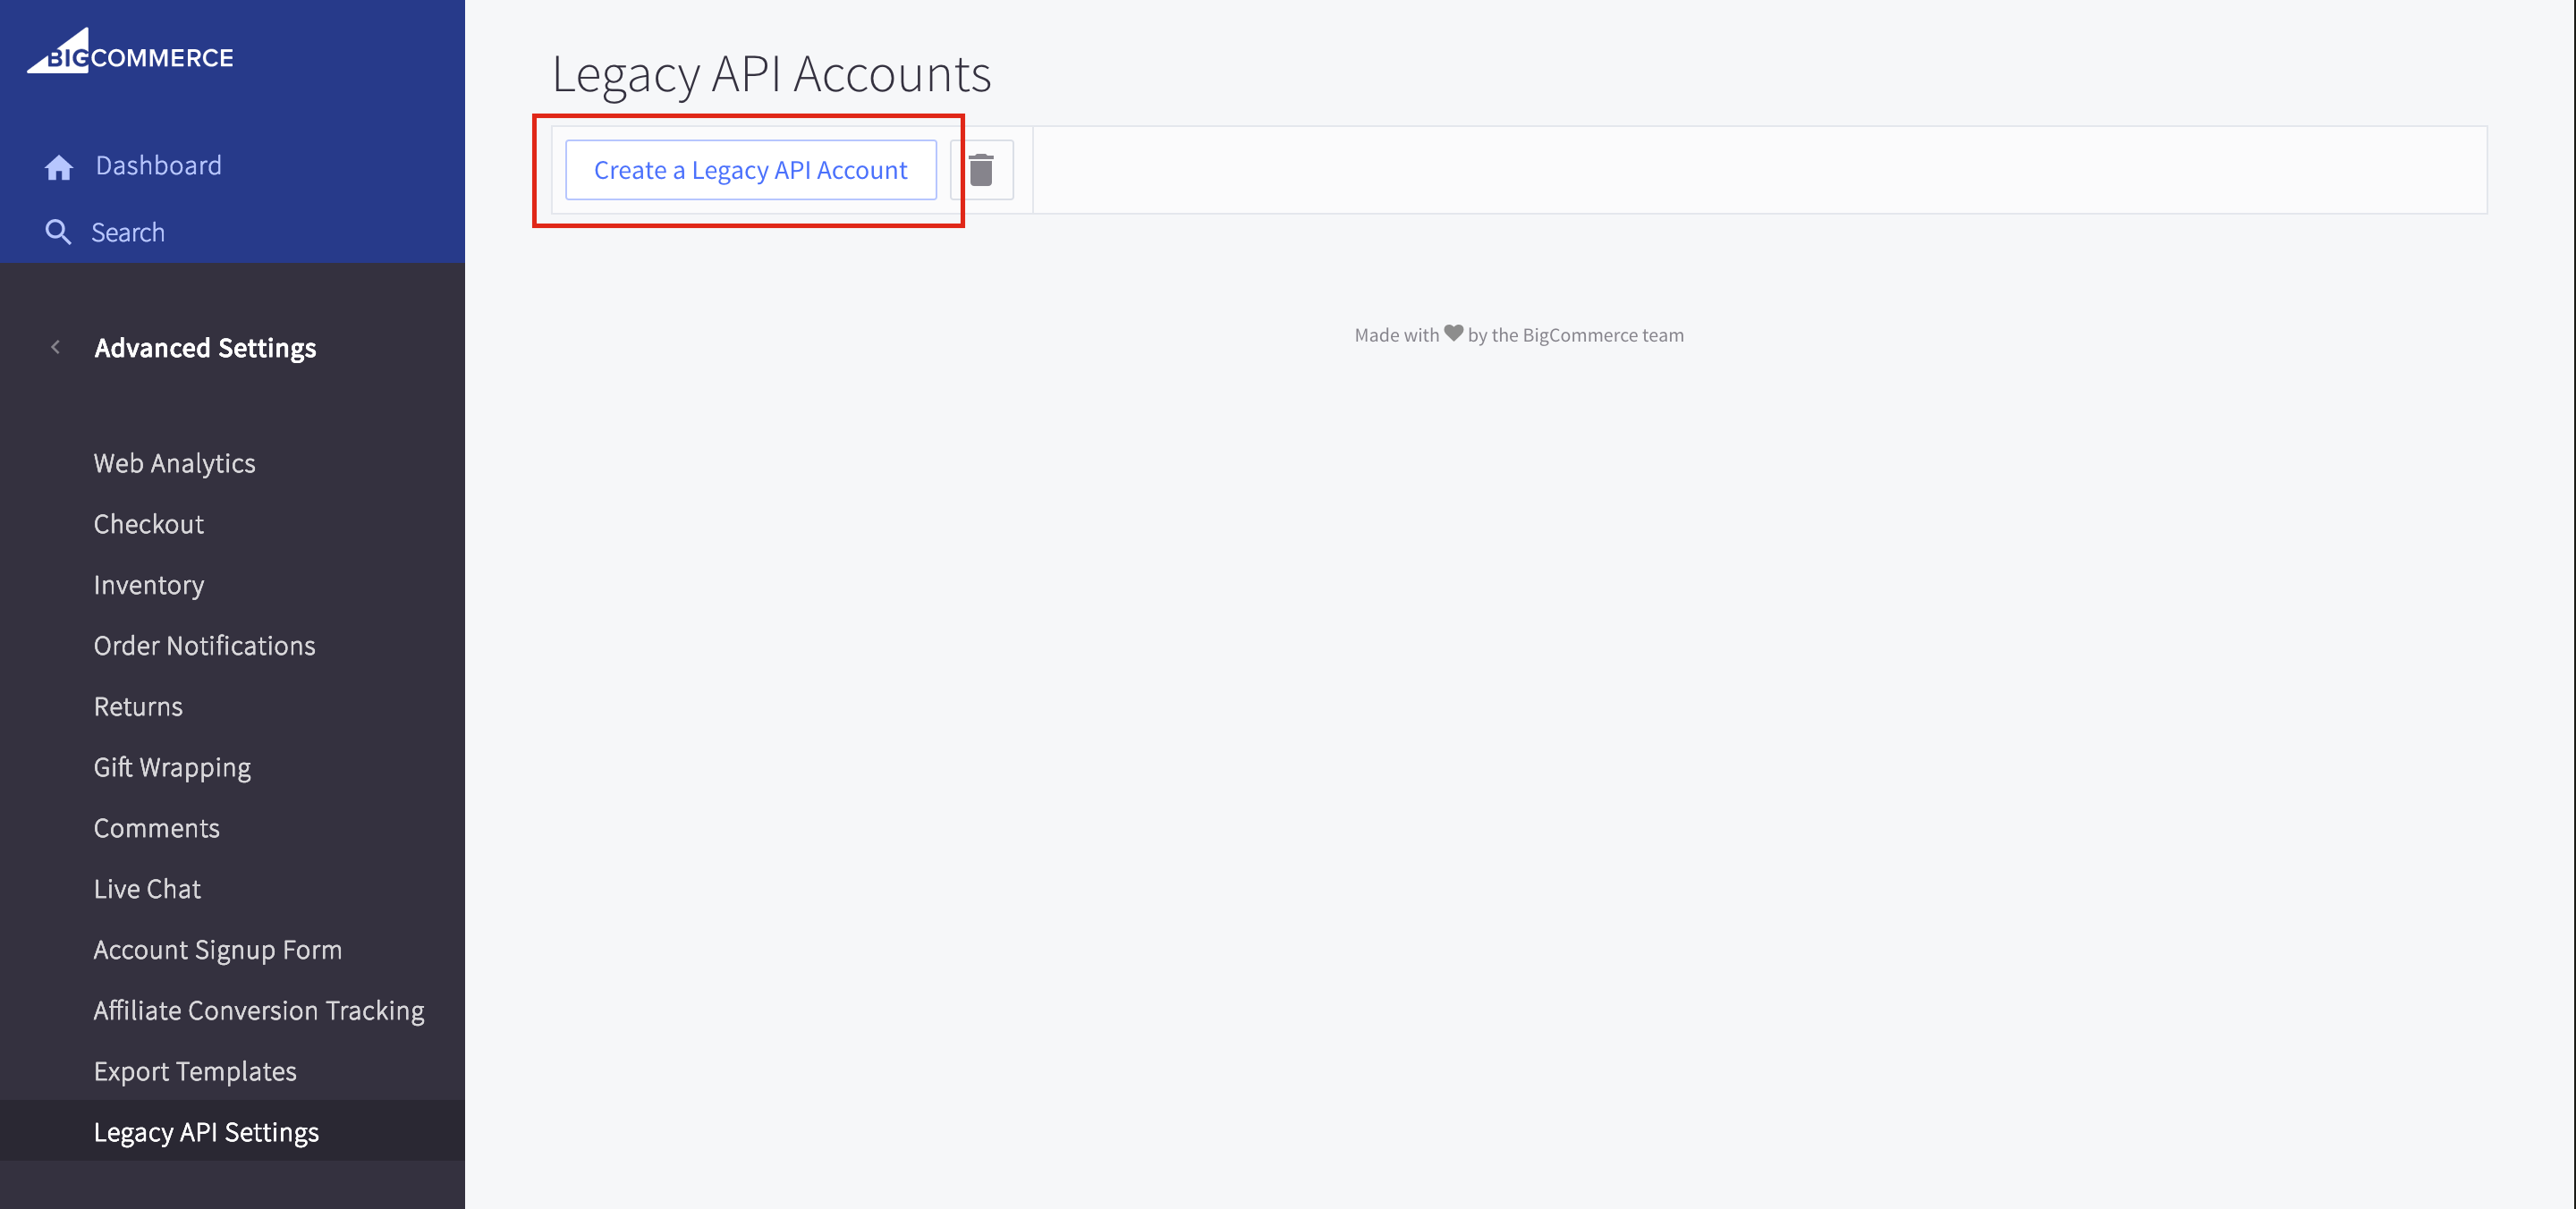 BIGCOMMERCE
Dashboard
Search
Advanced Settings
Web Analytics
Checkout
Inventory
Order Notifications
Returns
Gift Wrapping
Comments
Live Chat
Account Signup Form
Affiliate Conversion Tracking
Export Templates
Legacy API Settings
Legacy API Accounts
Create a Legacy API Account
Made with ♥ by the BigCommerce team